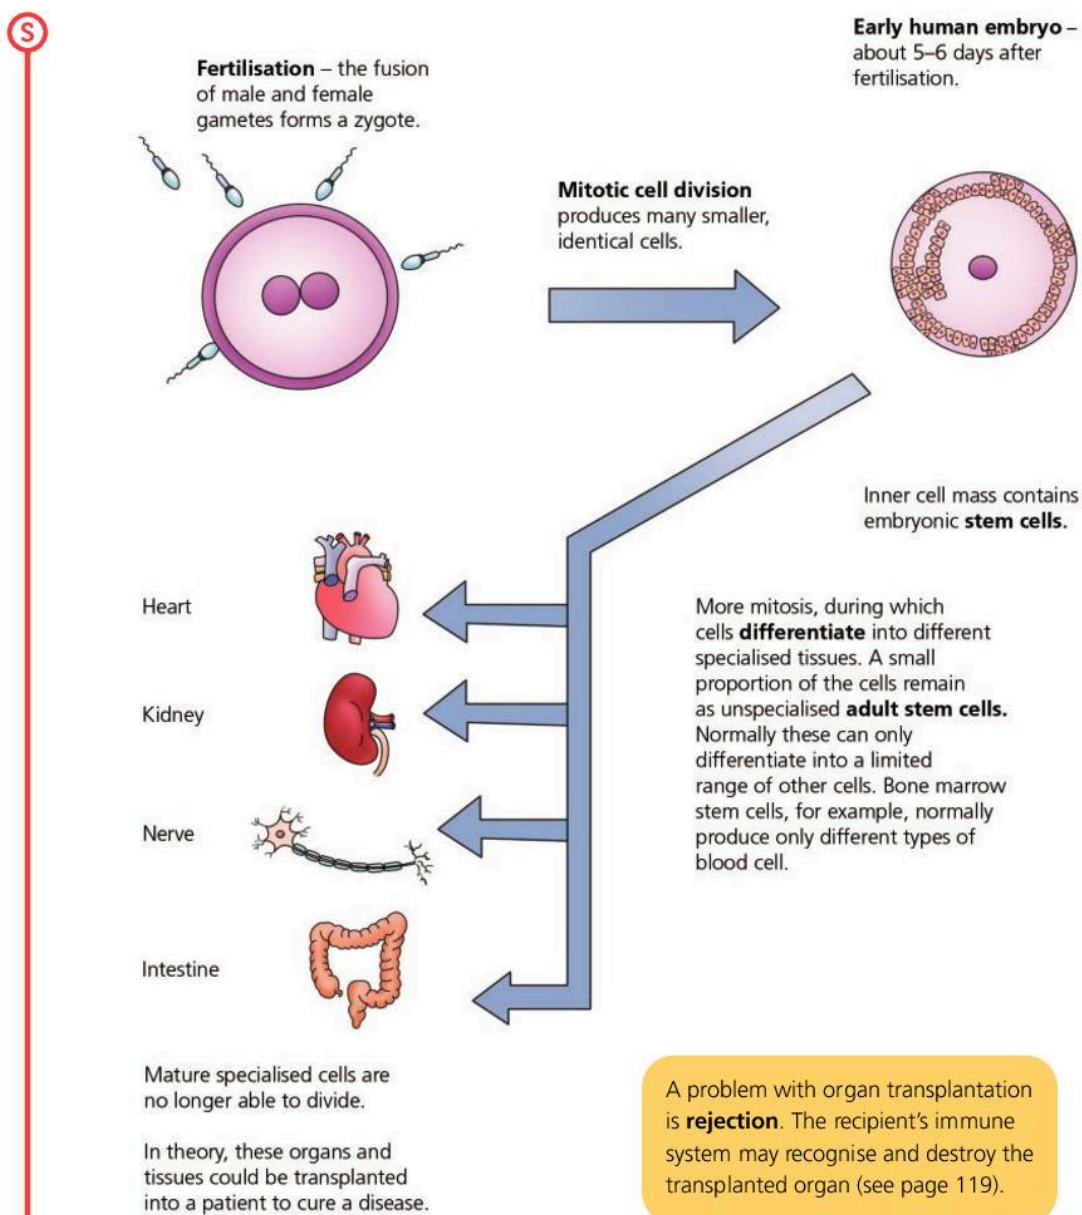 S
Fertilisation – the fusion
of male and female
gametes forms a zygote.
Early human embryo –
about 5–6 days after
fertilisation.
Mitotic cell division
produces many smaller,
identical cells.
Inner cell mass contains
embryonic stem cells.
Heart
Kidney
Nerve
Intestine
More mitosis, during which
cells differentiate into different
specialised tissues. A small
proportion of the cells remain
as unspecialised adult stem cells.
Normally these can only
differentiate into a limited
range of other cells. Bone marrow
stem cells, for example, normally
produce only different types of
blood cell.
Mature specialised cells are
no longer able to divide.
In theory, these organs and
tissues could be transplanted
into a patient to cure a disease.
A problem with organ transplantation
is rejection. The recipient’s immune
system may recognise and destroy the
transplanted organ (see page 119).